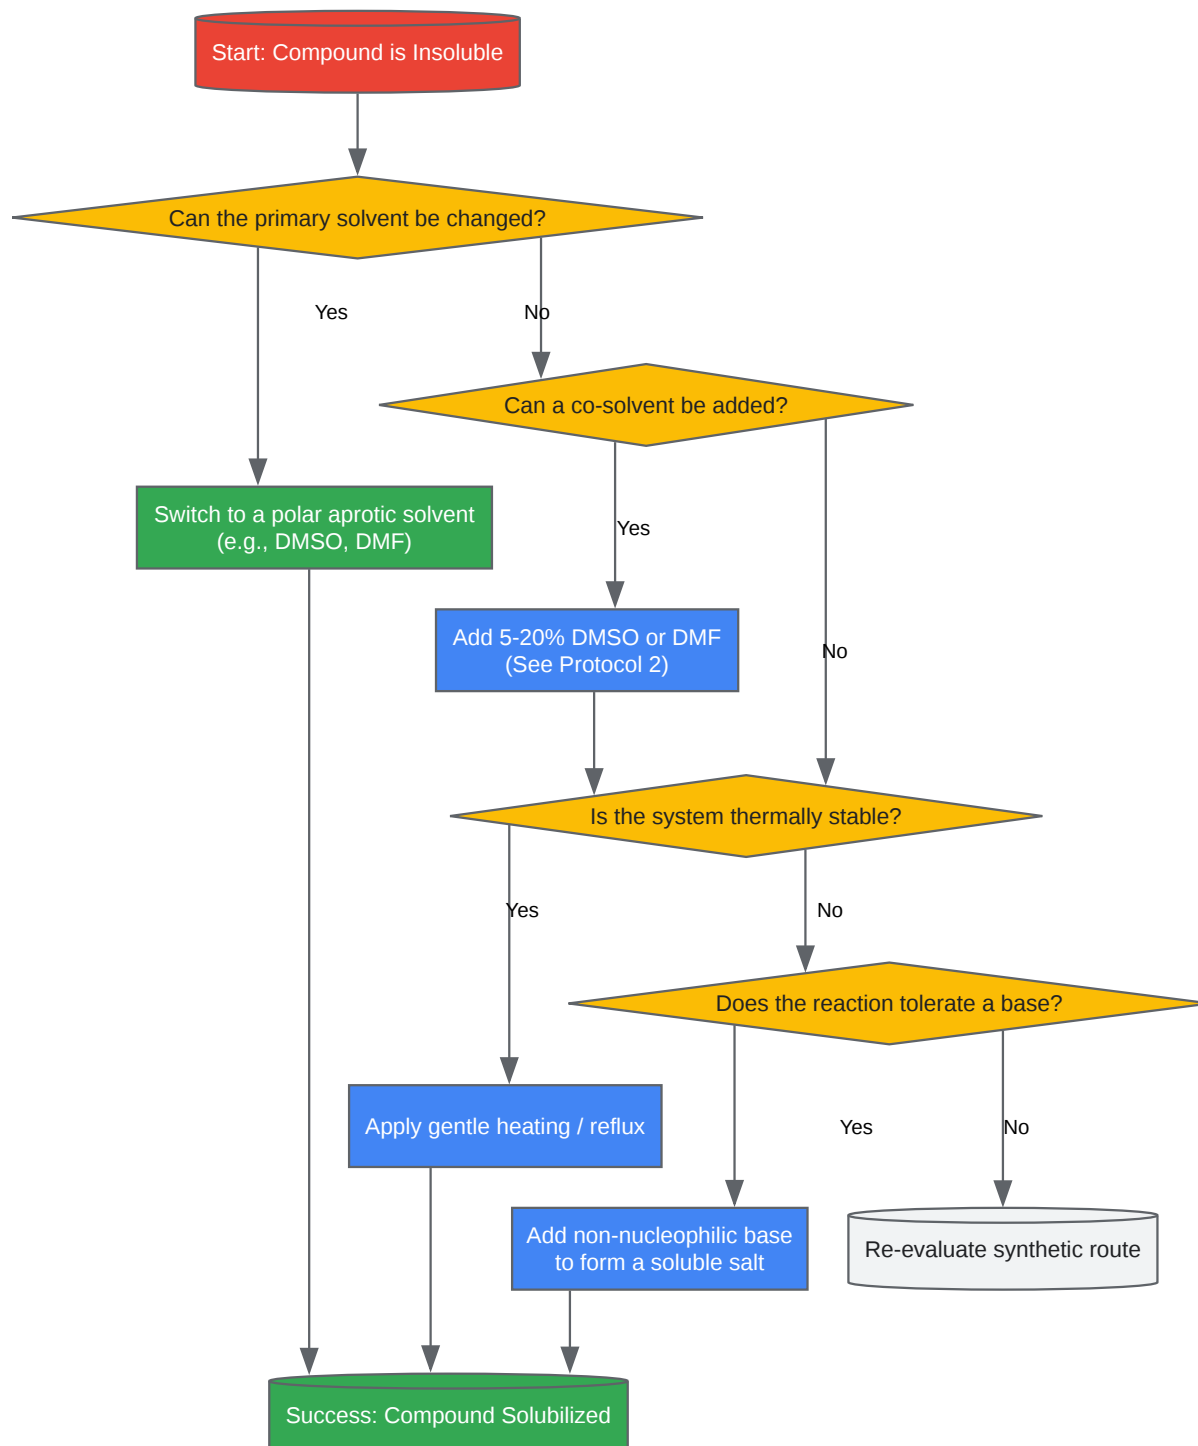 Start: Compound is Insoluble
Can the primary solvent be changed?
Yes
No
Can a co-solvent be added?
Switch to a polar aprotic solvent
(e.g., DMSO, DMF)
Yes
Add 5-20% DMSO or DMF
(See Protocol 2)
No
Is the system thermally stable?
Yes
No
Does the reaction tolerate a base?
Apply gentle heating / reflux
Yes
No
Add non-nucleophilic base
to form a soluble salt
Re-evaluate synthetic route
Success: Compound Solubilized